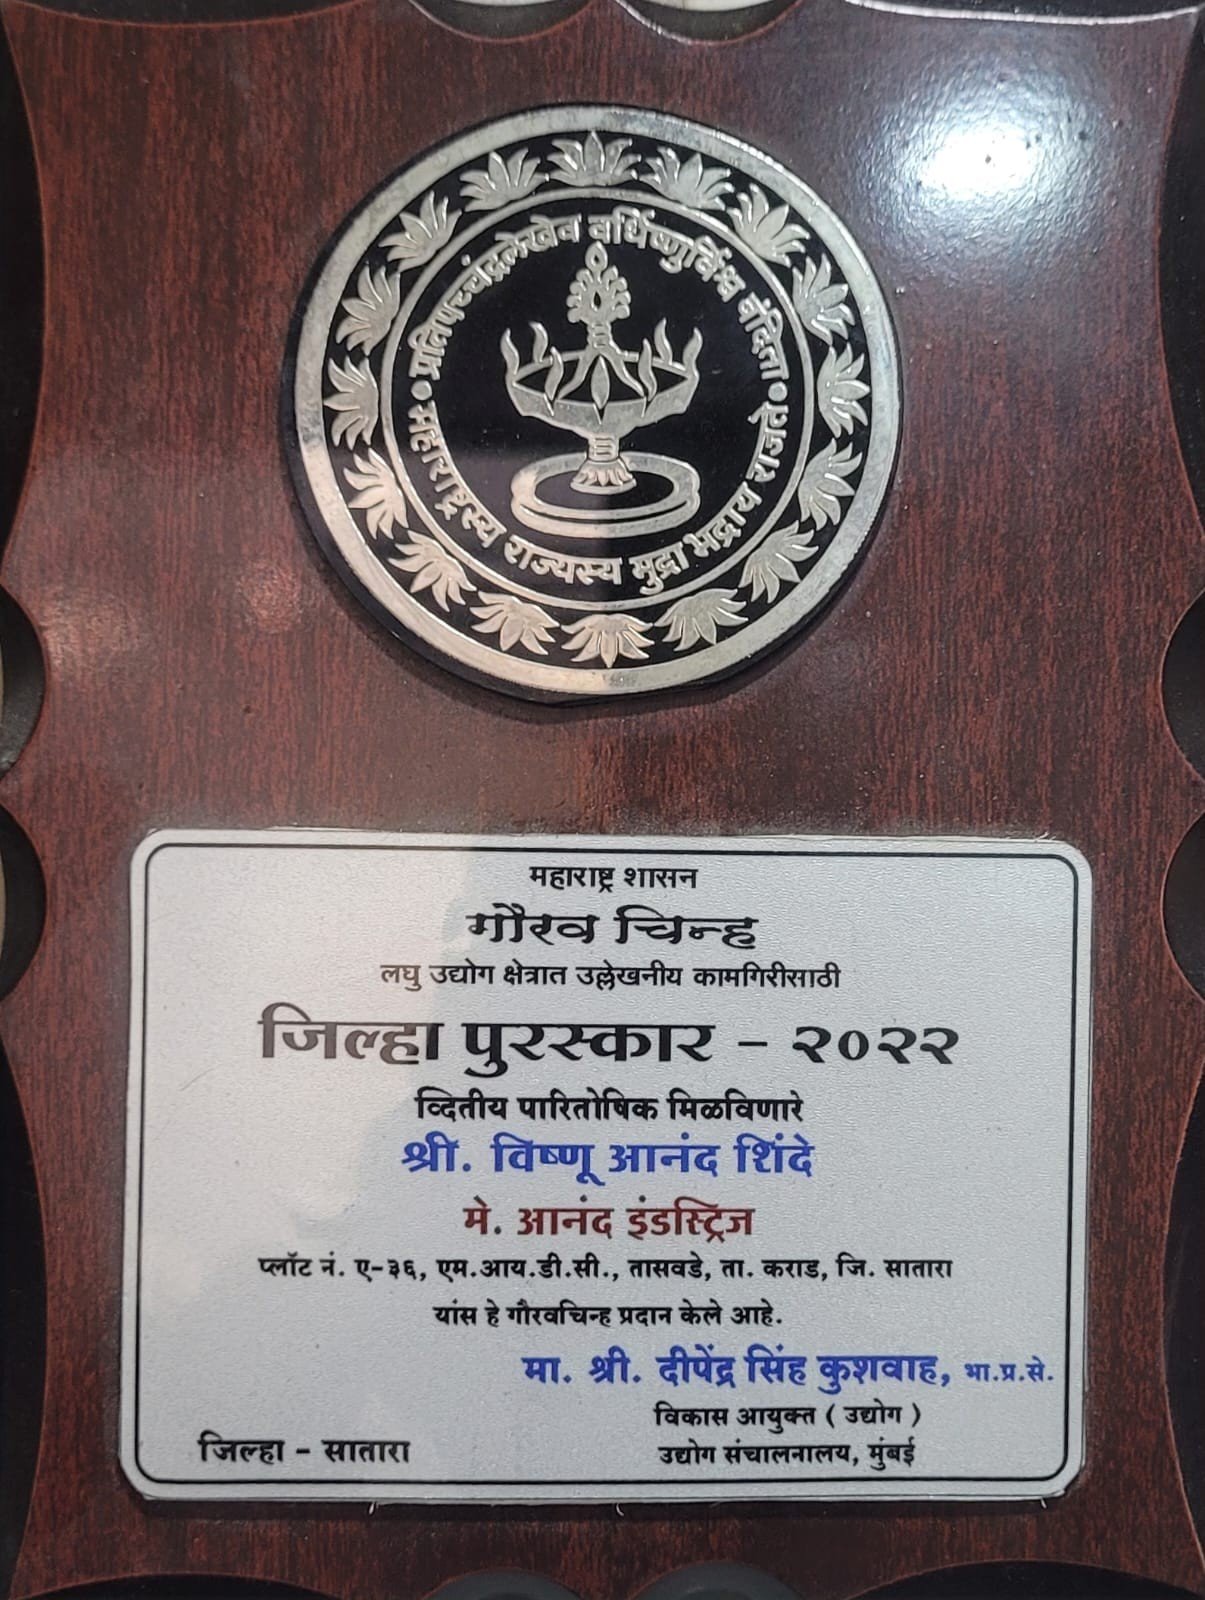 प्रतिपच्चंद्रलेखेव वर्धिष्णुर्विश्व वंदिता
महाराष्ट्रस्य राज्यस्य मुद्रा भद्राय राजते
महाराष्ट्र शासन
गौरव चिन्ह
लघु उद्योग क्षेत्रात उल्लेखनीय कामगिरीसाठी
जिल्हा पुरस्कार - २०२२
व्दितीय पारितोषिक मिळविणारे
श्री. विष्णू आनंद शिंदे
मे. आनंद इंडस्ट्रिज
प्लॉट नं. ए-३६, एम.आय.डी.सी., तासवडे, ता. कराड, जि. सातारा
यांस हे गौरवचिन्ह प्रदान केले आहे.
मा. श्री. दीपेंद्र सिंह कुशवाह, भा.प्र.से.
विकास आयुक्त ( उद्योग )
जिल्हा - सातारा
उद्योग संचालनालय, मुंबई